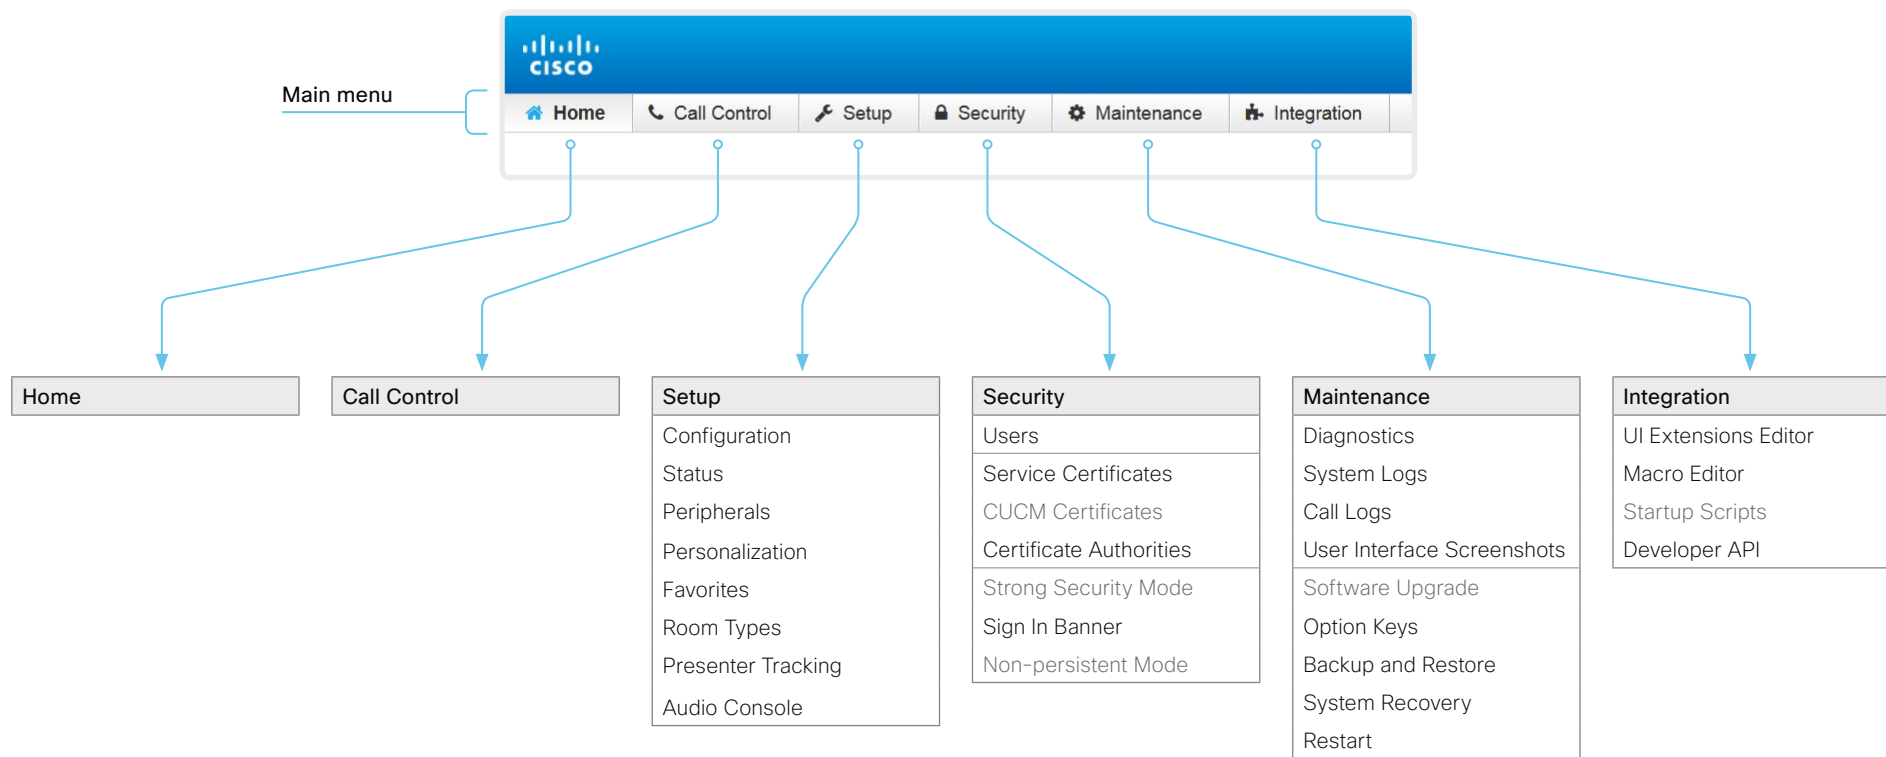 CISCO
Main menu
Home Call Control Setup Security Maintenance Integration
Home
Call Control
Setup
Configuration
Status
Peripherals
Personalization
Favorites
Room Types
Presenter Tracking
Audio Console
Security
Users
Service Certificates
CUCM Certificates
Certificate Authorities
Strong Security Mode
Sign In Banner
Non-persistent Mode
Maintenance
Diagnostics
System Logs
Call Logs
User Interface Screenshots
Software Upgrade
Option Keys
Backup and Restore
System Recovery
Restart
Integration
UI Extensions Editor
Macro Editor
Startup Scripts
Developer API